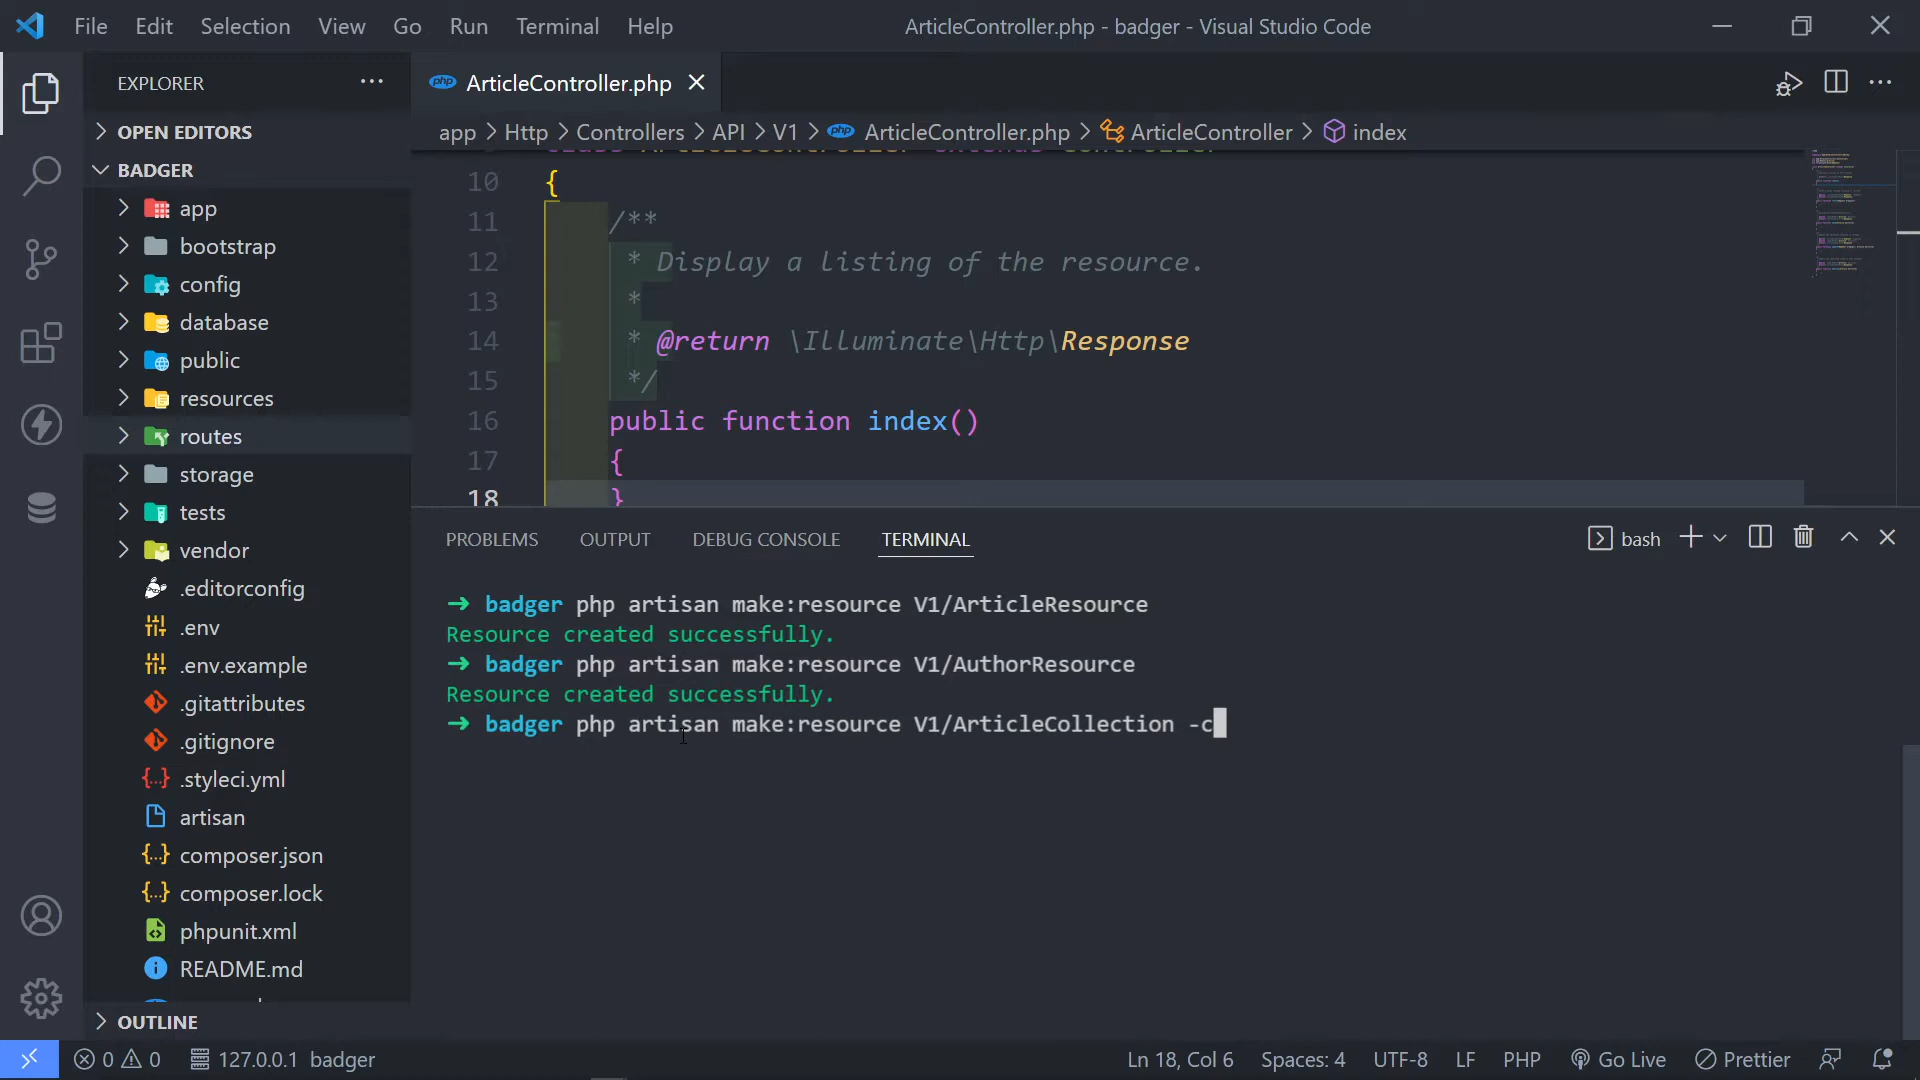 File Edit Selection View Go Run Terminal Help
ArticleController.php - badger - Visual Studio Code
EXPLORER
OPEN EDITORS
BADGER
app
bootstrap
config
database
public
resources
routes
storage
tests
vendor
.editorconfig
.env
.env.example
.gitattributes
.gitignore
.styleci.yml
artisan
composer.json
composer.lock
phpunit.xml
README.md
OUTLINE
php ArticleController.php
app > Http > Controllers > API > V1 > php ArticleController.php > ArticleController > index
class ArticleController extends Controller
10 {
11 /**
12 * Display a listing of the resource.
13 *
14 * @return \Illuminate\Http\Response
15 */
16 public function index()
17 {
18 }
PROBLEMS OUTPUT DEBUG CONSOLE TERMINAL
bash
➜ badger php artisan make:resource V1/ArticleResource
Resource created successfully.
➜ badger php artisan make:resource V1/AuthorResource
Resource created successfully.
➜ badger php artisan make:resource V1/ArticleCollection -c
0 0 127.0.0.1 badger
Ln 18, Col 6 Spaces: 4 UTF-8 LF PHP Go Live Prettier